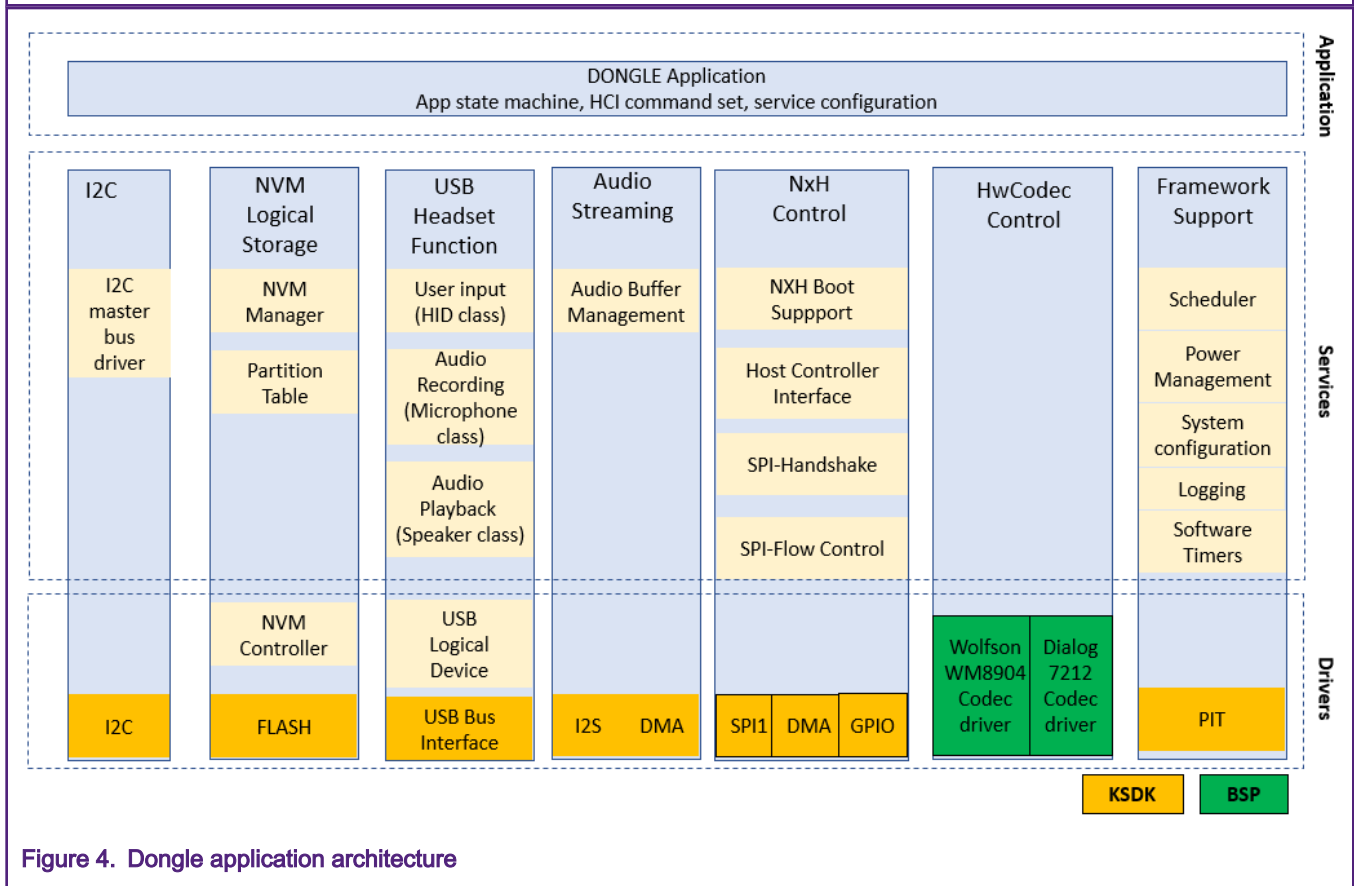 Application
DONGLE Application
App state machine, HCI command set, service configuration
Services
I2C
I2C
master
bus
driver
NVM
Logical
Storage
NVM
Manager
Partition
Table
USB
Headset
Function
User input
(HID class)
Audio
Recording
(Microphone
class)
Audio
Playback
(Speaker class)
Audio
Streaming
Audio Buffer
Management
NxH
Control
NXH Boot
Suppport
Host Controller
Interface
SPI-Handshake
SPI-Flow Control
HwCodec
Control
Framework
Support
Scheduler
Power
Management
System
configuration
Logging
Software
Timers
Drivers
I2C
NVM
Controller
FLASH
USB
Logical
Device
USB Bus
Interface
I2S DMA
SPI1 DMA GPIO
Wolfson
WM8904
Codec
driver
Dialog
7212
Codec
driver
PIT
KSDK
BSP
Figure 4. Dongle application architecture